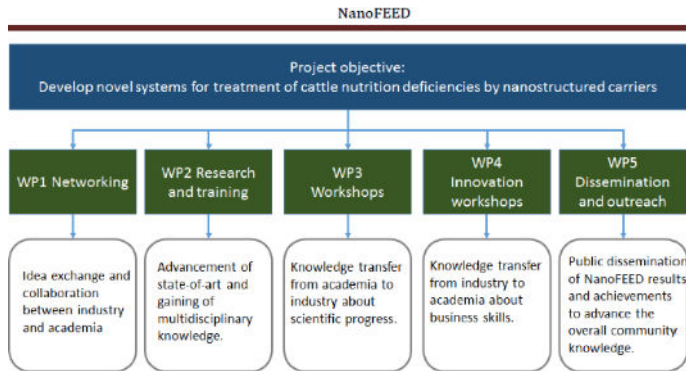 NanoFEED
Project objective:
Develop novel systems for treatment of cattle nutrition deficiencies by nanostructured carriers
WP1 Networking
WP2 Research
and training
WP3
Workshops
WP4
Innovation
workshops
WP5
Dissemination
and outreach
Idea exchange and
collaboration
between industry
and academia
Advancement of
state-of-art and
gaining of
multidisciplinary
knowledge.
Knowledge transfer
from academia to
industry about
scientific progress.
Knowledge transfer
from industry to
academia about
business skills.
Public dissemination
of NanoFEED results
and achievements
to advance the
overall community
knowledge.